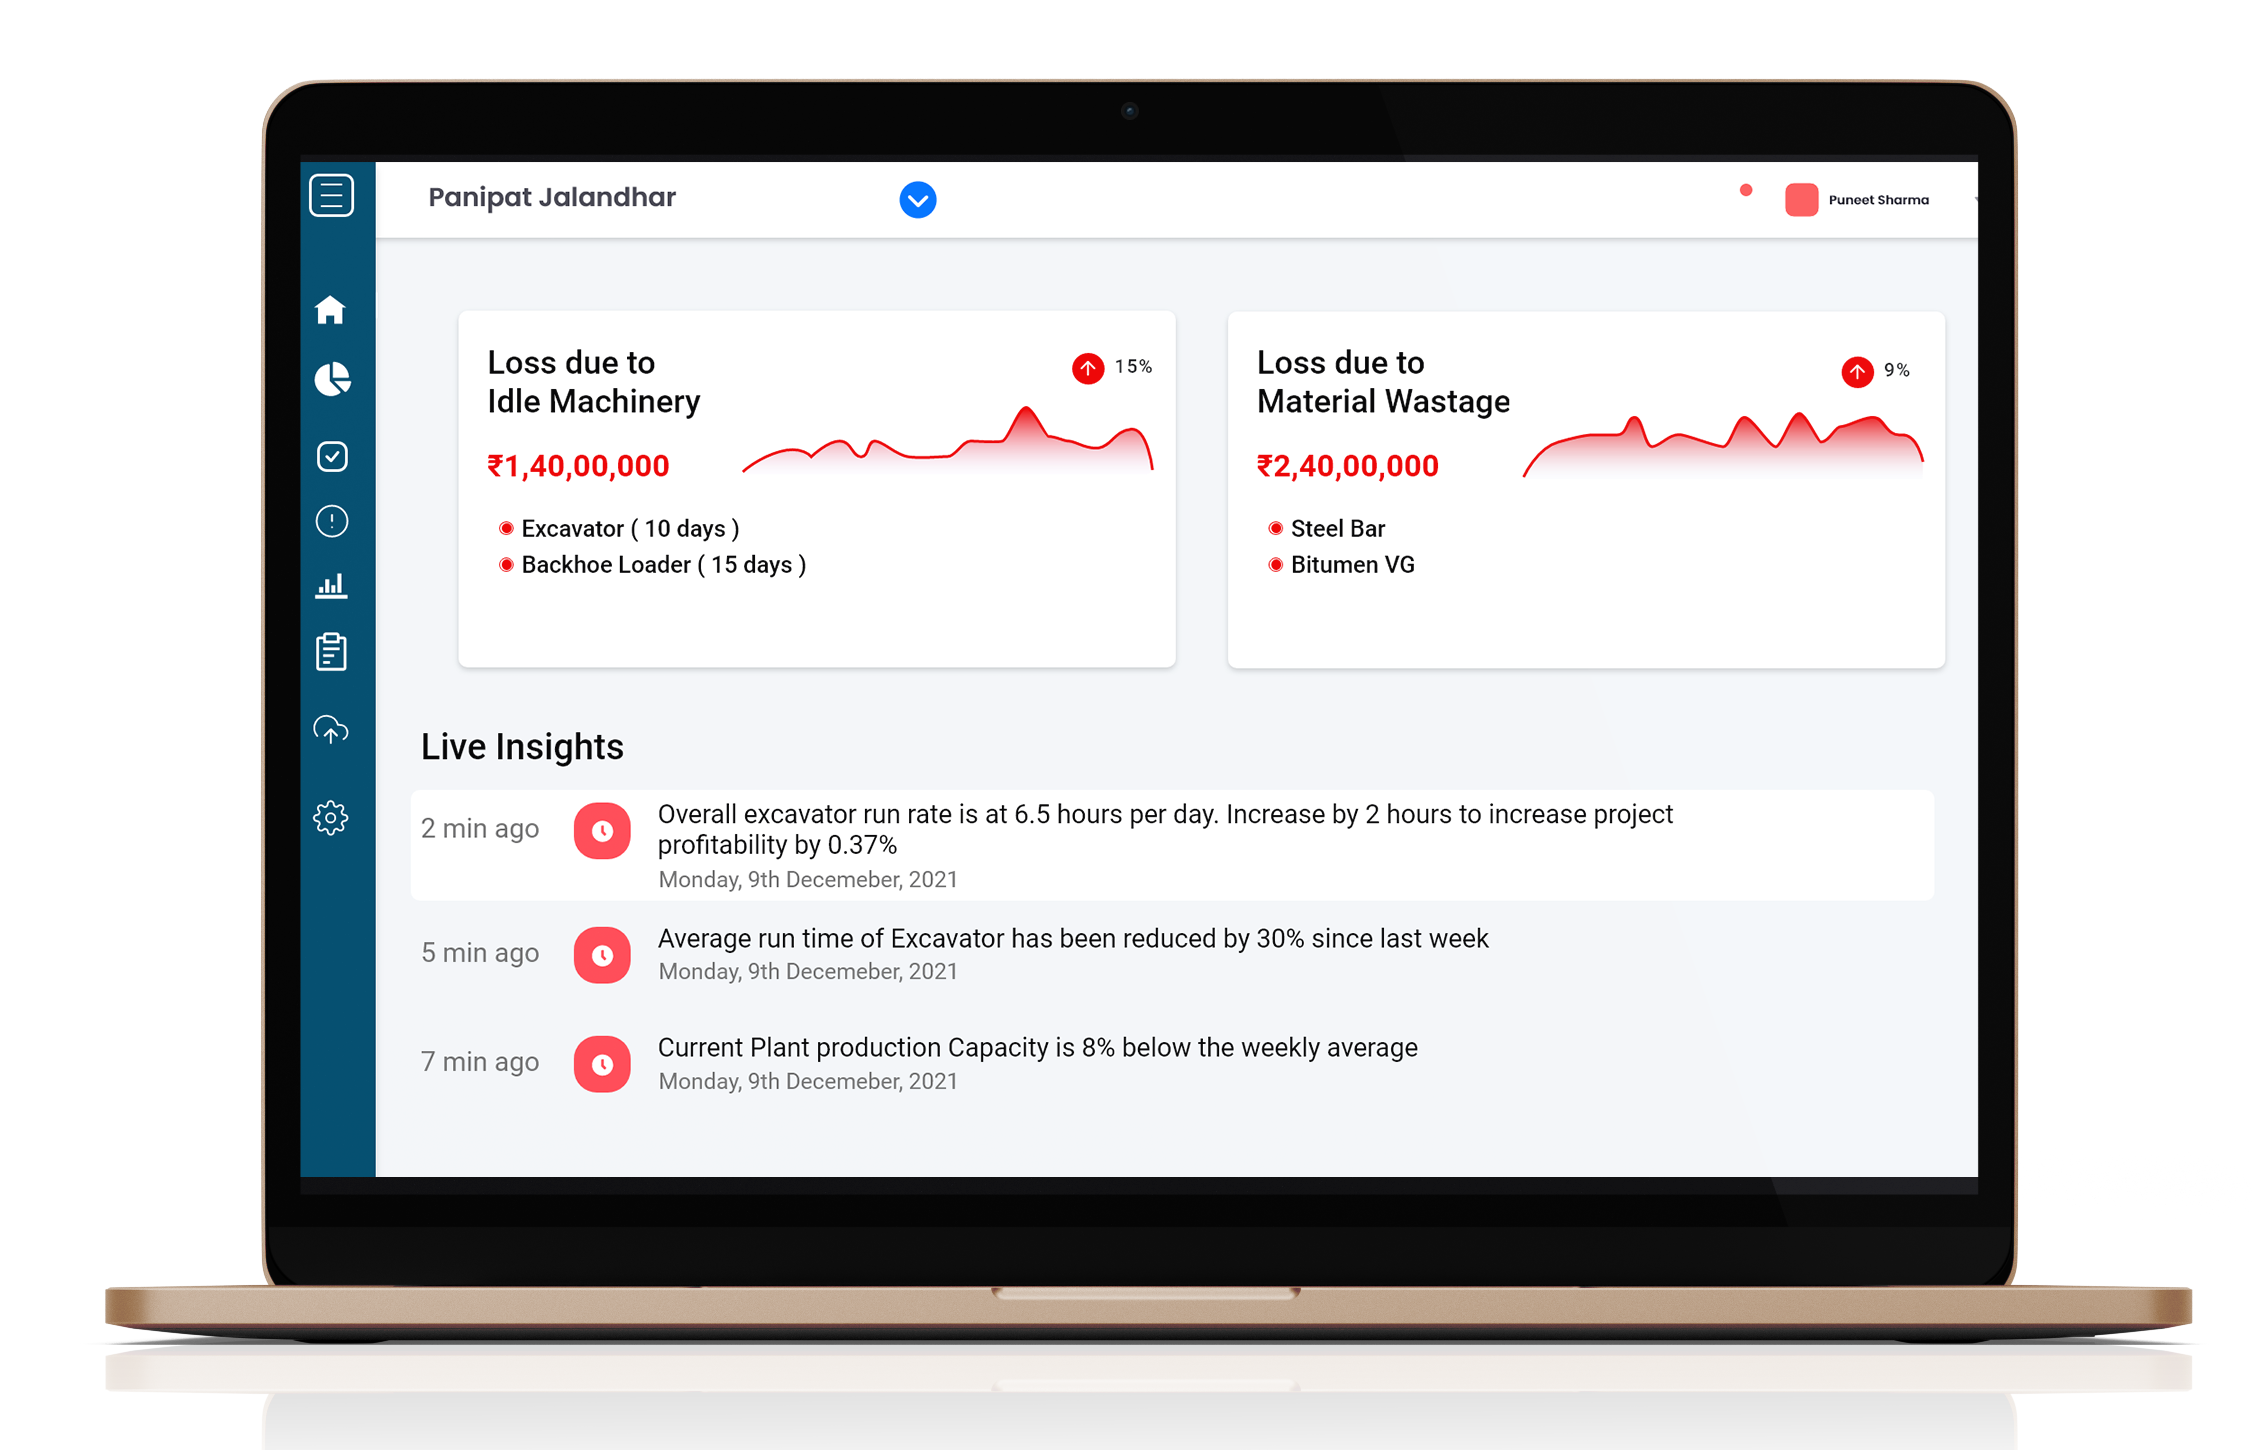 Panipat Jalandhar
Puneet Sharma
Loss due to
Idle Machinery
15%
₹1,40,00,000
Excavator ( 10 days )
Backhoe Loader ( 15 days )
Loss due to
Material Wastage
9%
₹2,40,00,000
Steel Bar
Bitumen VG
Live Insights
2 min ago
Overall excavator run rate is at 6.5 hours per day. Increase by 2 hours to increase project
profitability by 0.37%
Monday, 9th Decemeber, 2021
5 min ago
Average run time of Excavator has been reduced by 30% since last week
Monday, 9th Decemeber, 2021
7 min ago
Current Plant production Capacity is 8% below the weekly average
Monday, 9th Decemeber, 2021